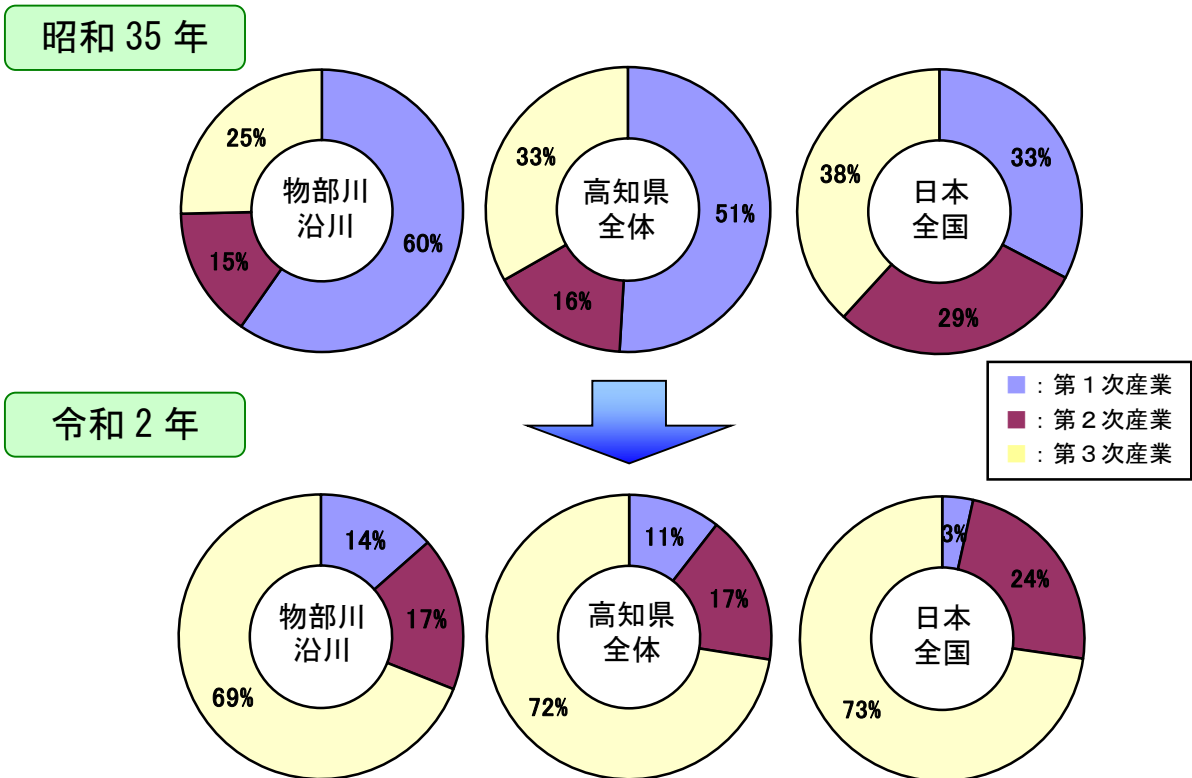 昭和 35 年
25%
60%
15%
物部川
沿川
33%
51%
16%
高知県
全体
38%
33%
29%
日本
全国
：第１次産業
：第２次産業
：第３次産業
令和 2 年
14%
17%
69%
物部川
沿川
11%
17%
72%
高知県
全体
3%
24%
73%
日本
全国